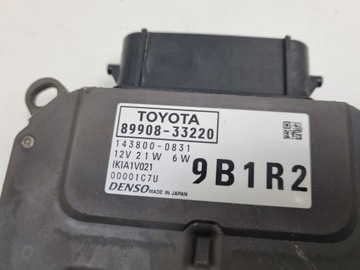 TOYOTA
89908-33220
143800-0831
12V 21W 6W
IKIA1V021
00001C7U
9B1R2
DENSO MADE IN JAPAN